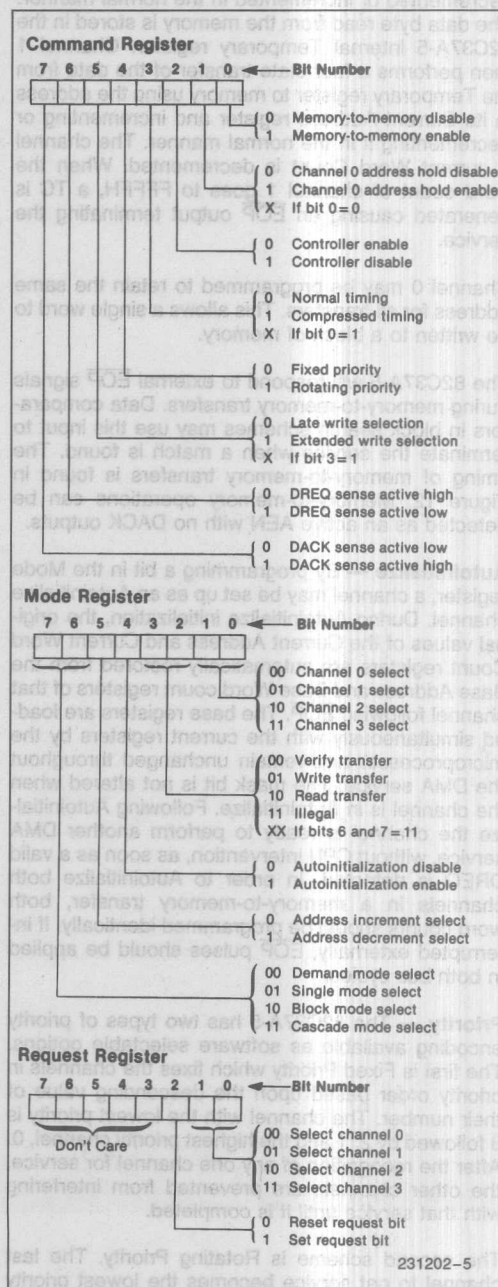 Command Register
7 6 5 4 3 2 1 0 Bit Number
0 Memory-to-memory disable
1 Memory-to-memory enable
0 Channel 0 address hold disable
1 Channel 0 address hold enable
X If bit 0=0
0 Controller enable
1 Controller disable
0 Normal timing
1 Compressed timing
X If bit 0=1
0 Fixed priority
1 Rotating priority
0 Late write selection
1 Extended write selection
X If bit 3=1
0 DREQ sense active high
1 DREQ sense active low
0 DACK sense active low
1 DACK sense active high
Mode Register
7 6 5 4 3 2 1 0 Bit Number
00 Channel 0 select
01 Channel 1 select
10 Channel 2 select
11 Channel 3 select
00 Verify transfer
01 Write transfer
10 Read transfer
11 Illegal
XX If bits 6 and 7=11
0 Autoinitialization disable
1 Autoinitialization enable
0 Address increment select
1 Address decrement select
00 Demand mode select
01 Single mode select
10 Block mode select
11 Cascade mode select
Request Register
7 6 5 4 3 2 1 0 Bit Number
Don't Care
00 Select channel 0
01 Select channel 1
10 Select channel 2
11 Select channel 3
0 Reset request bit
1 Set request bit
231202-5